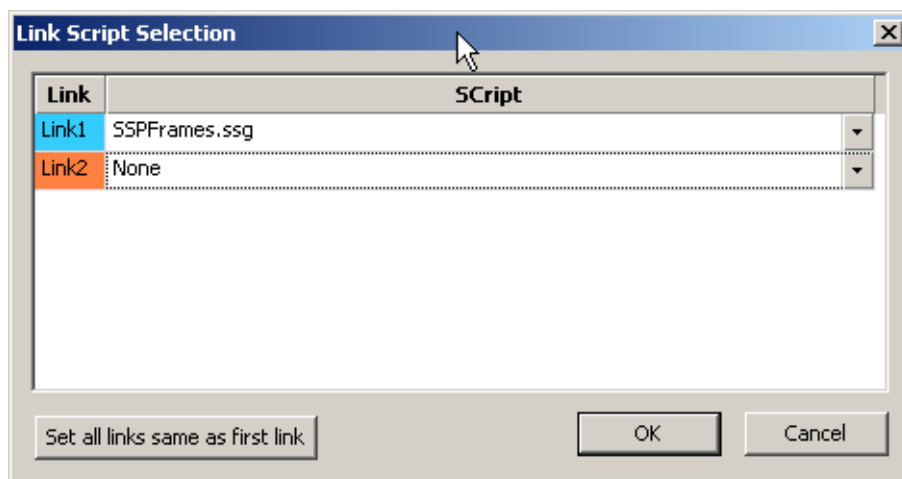 Link Script Selection
Link SCript
Link1 SSPFrames.ssg
Link2 None
Set all links same as first link OK Cancel